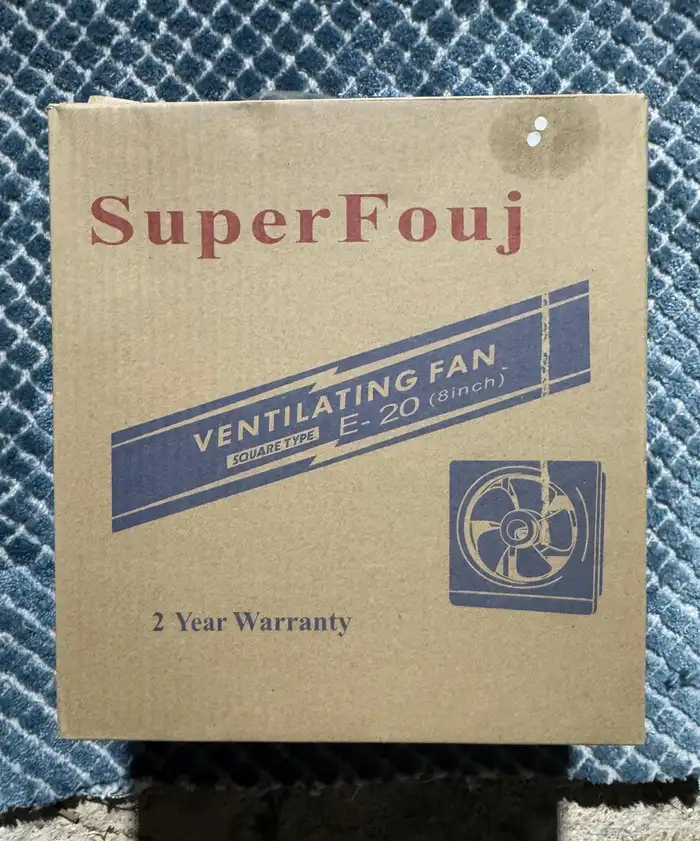 SuperFouj
VENTILATING FAN
SQUARE TYPE E-20 (8inch)
2 Year Warranty